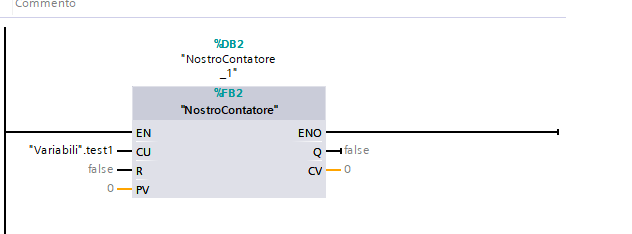 Commento
%DB2
"NostroContatore
_1"
%FB2
"NostroContatore"
EN ENO
"Variabili".test1 CU Q false
false R CV 0
0 PV